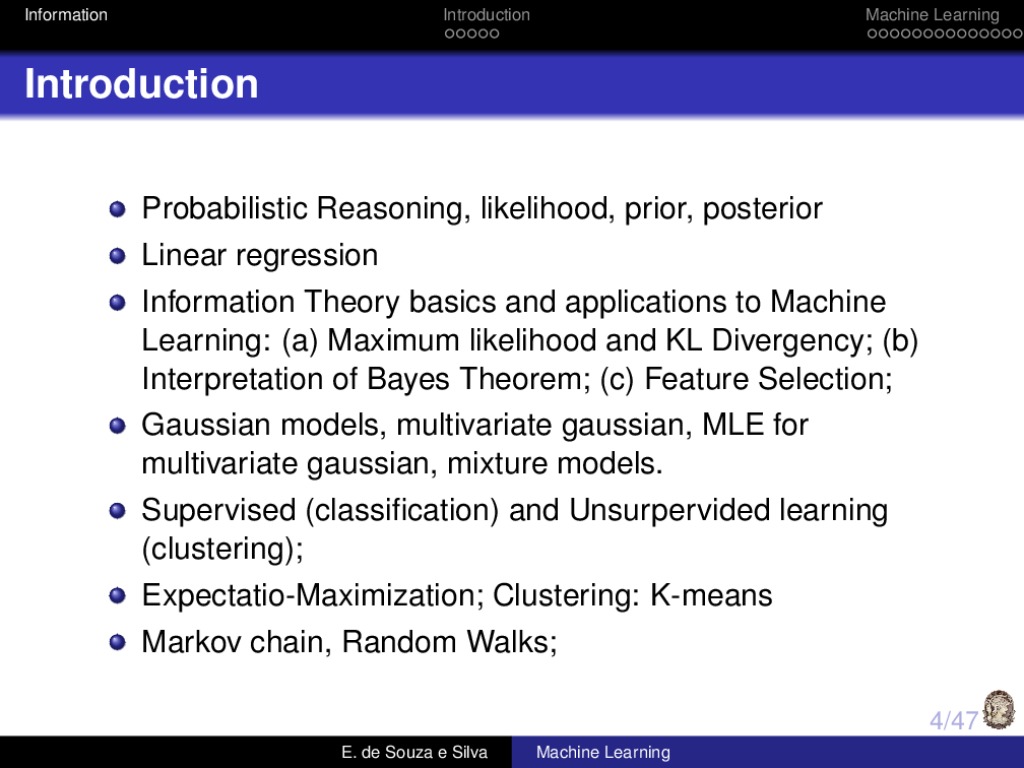 Information Introduction Machine Learning
Introduction
Probabilistic Reasoning, likelihood, prior, posterior
Linear regression
Information Theory basics and applications to Machine
Learning: (a) Maximum likelihood and KL Divergency; (b)
Interpretation of Bayes Theorem; (c) Feature Selection;
Gaussian models, multivariate gaussian, MLE for
multivariate gaussian, mixture models.
Supervised (classification) and Unsurpervided learning
(clustering);
Expectatio-Maximization; Clustering: K-means
Markov chain, Random Walks;
4/47
E. de Souza e Silva Machine Learning